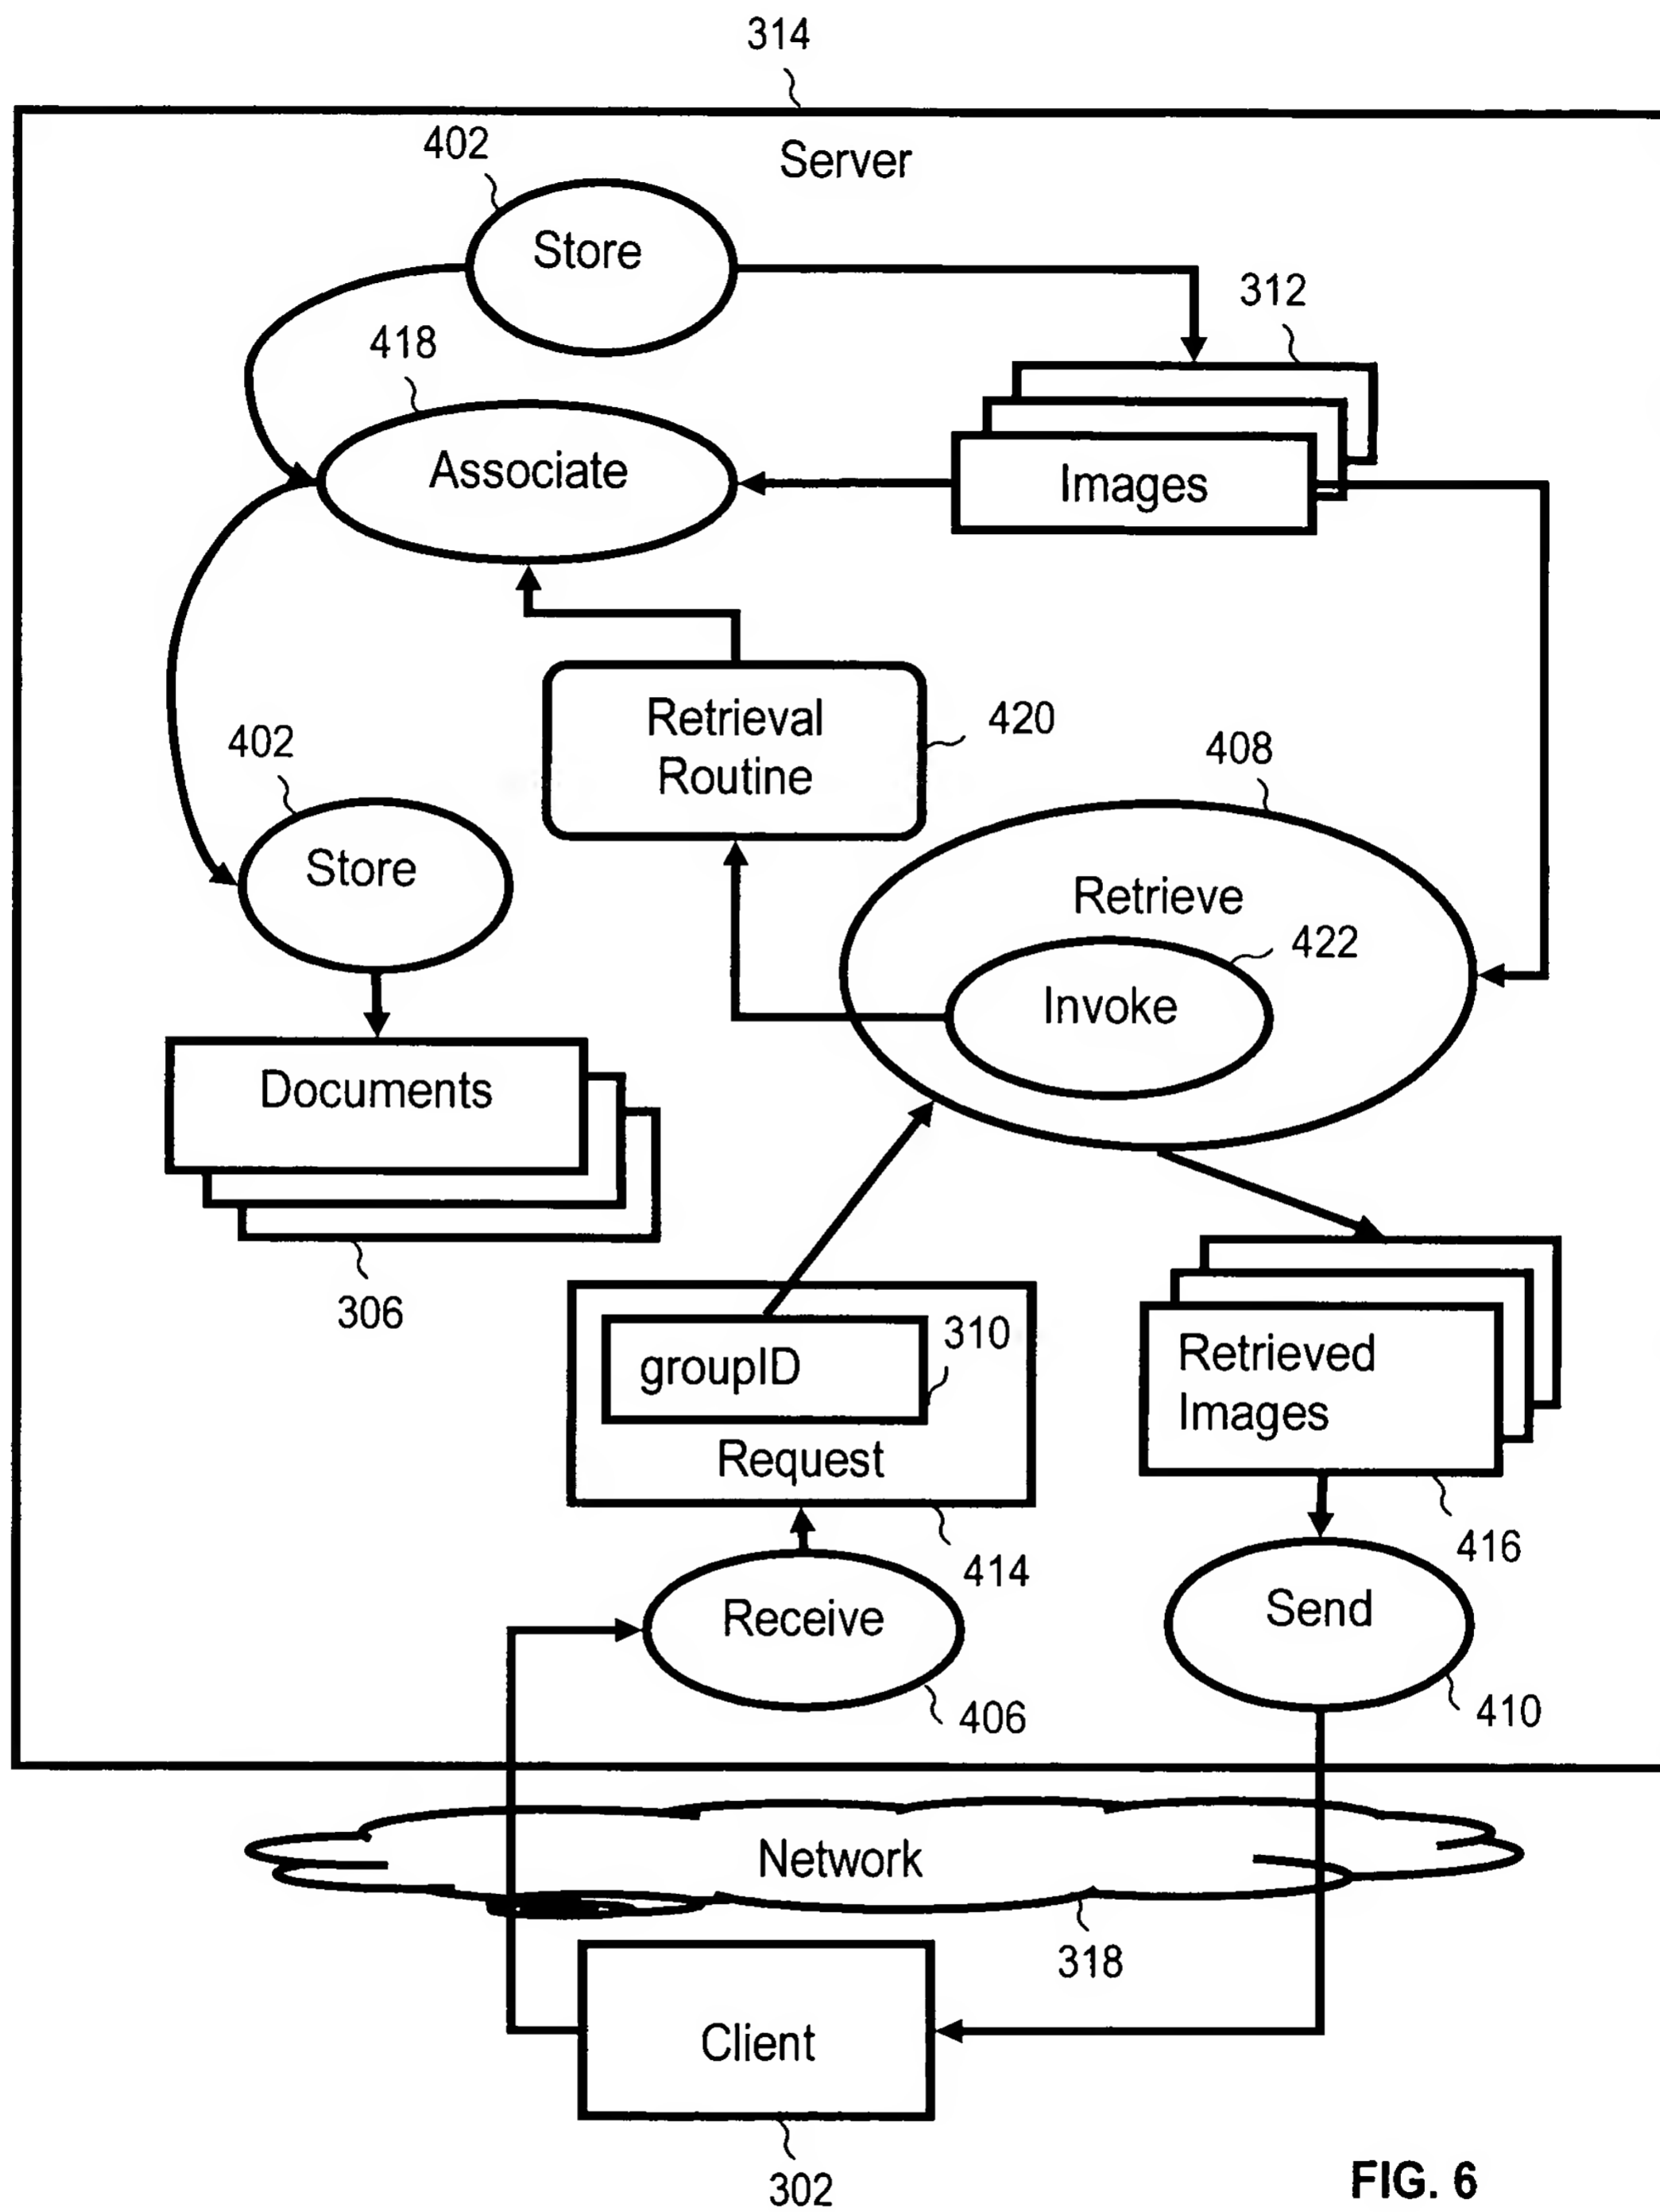 314
Server
402
Store
312
418
Associate
Images
Retrieval
Routine
420
408
402
Store
Retrieve
422
Invoke
Documents
306
groupID
310
Request
414
Retrieved
Images
416
Receive
406
Send
410
Network
318
Client
302
FIG. 6